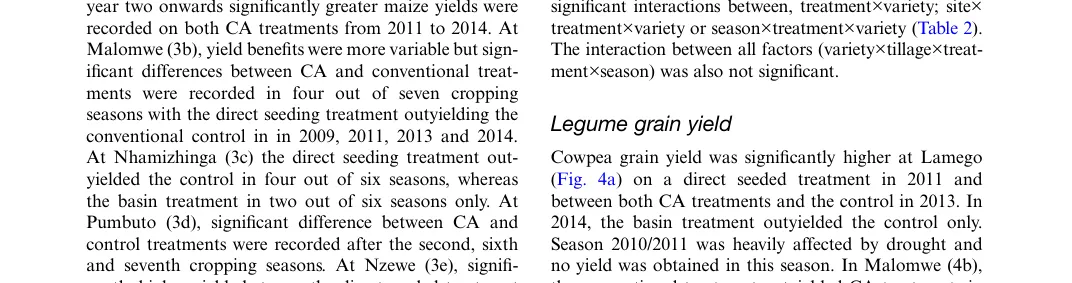 year two onwards significantly greater maize yields were
recorded on both CA treatments from 2011 to 2014. At
Malomwe (3b), yield benefits were more variable but sign-
ificant differences between CA and conventional treat-
ments were recorded in four out of seven cropping
seasons with the direct seeding treatment outyielding the
conventional control in in 2009, 2011, 2013 and 2014.
At Nhamizhinga (3c) the direct seeding treatment out-
yielded the control in four out of six seasons, whereas
the basin treatment in two out of six seasons only. At
Pumbuto (3d), significant difference between CA and
control treatments were recorded after the second, sixth
and seventh cropping seasons. At Nzewe (3e), signifi-
significant interactions between, treatment×variety; site×
treatment×variety or season×treatment×variety (Table 2).
The interaction between all factors (variety×tillage×treat-
ment×season) was also not significant.
Legume grain yield
Cowpea grain yield was significantly higher at Lamego
(Fig. 4a) on a direct seeded treatment in 2011 and
between both CA treatments and the control in 2013. In
2014, the basin treatment outyielded the control only.
Season 2010/2011 was heavily affected by drought and
no yield was obtained in this season. In Malomwe (4b),